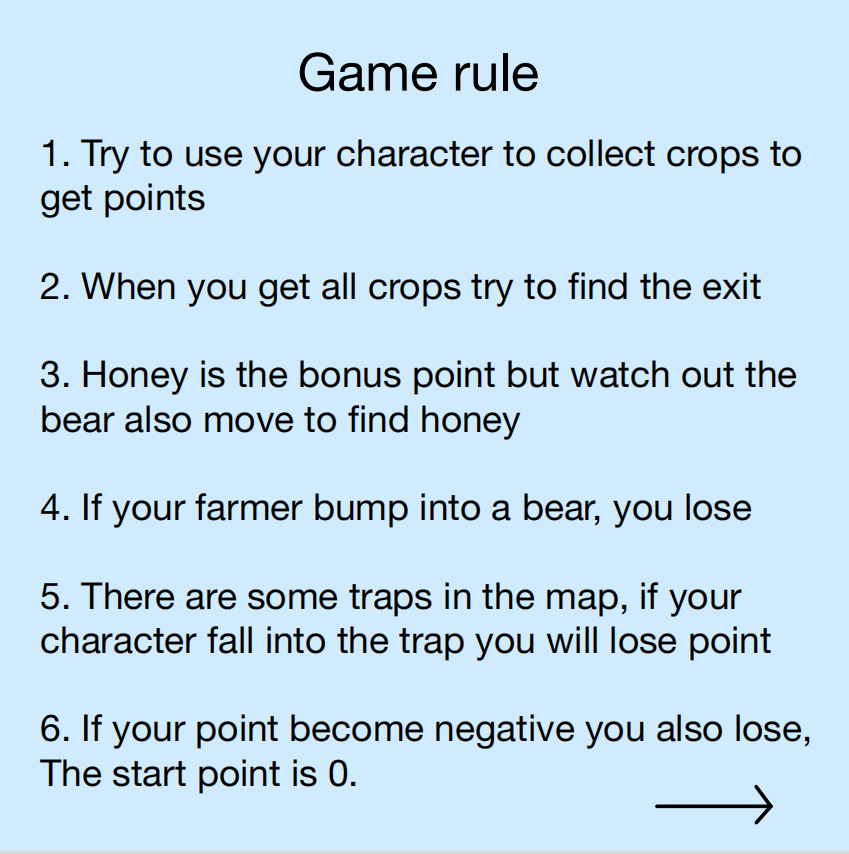 Game rule
1. Try to use your character to collect crops to
get points
2. When you get all crops try to find the exit
3. Honey is the bonus point but watch out the
bear also move to find honey
4. If your farmer bump into a bear, you lose
5. There are some traps in the map, if your
character fall into the trap you will lose point
6. If your point become negative you also lose,
The start point is 0.